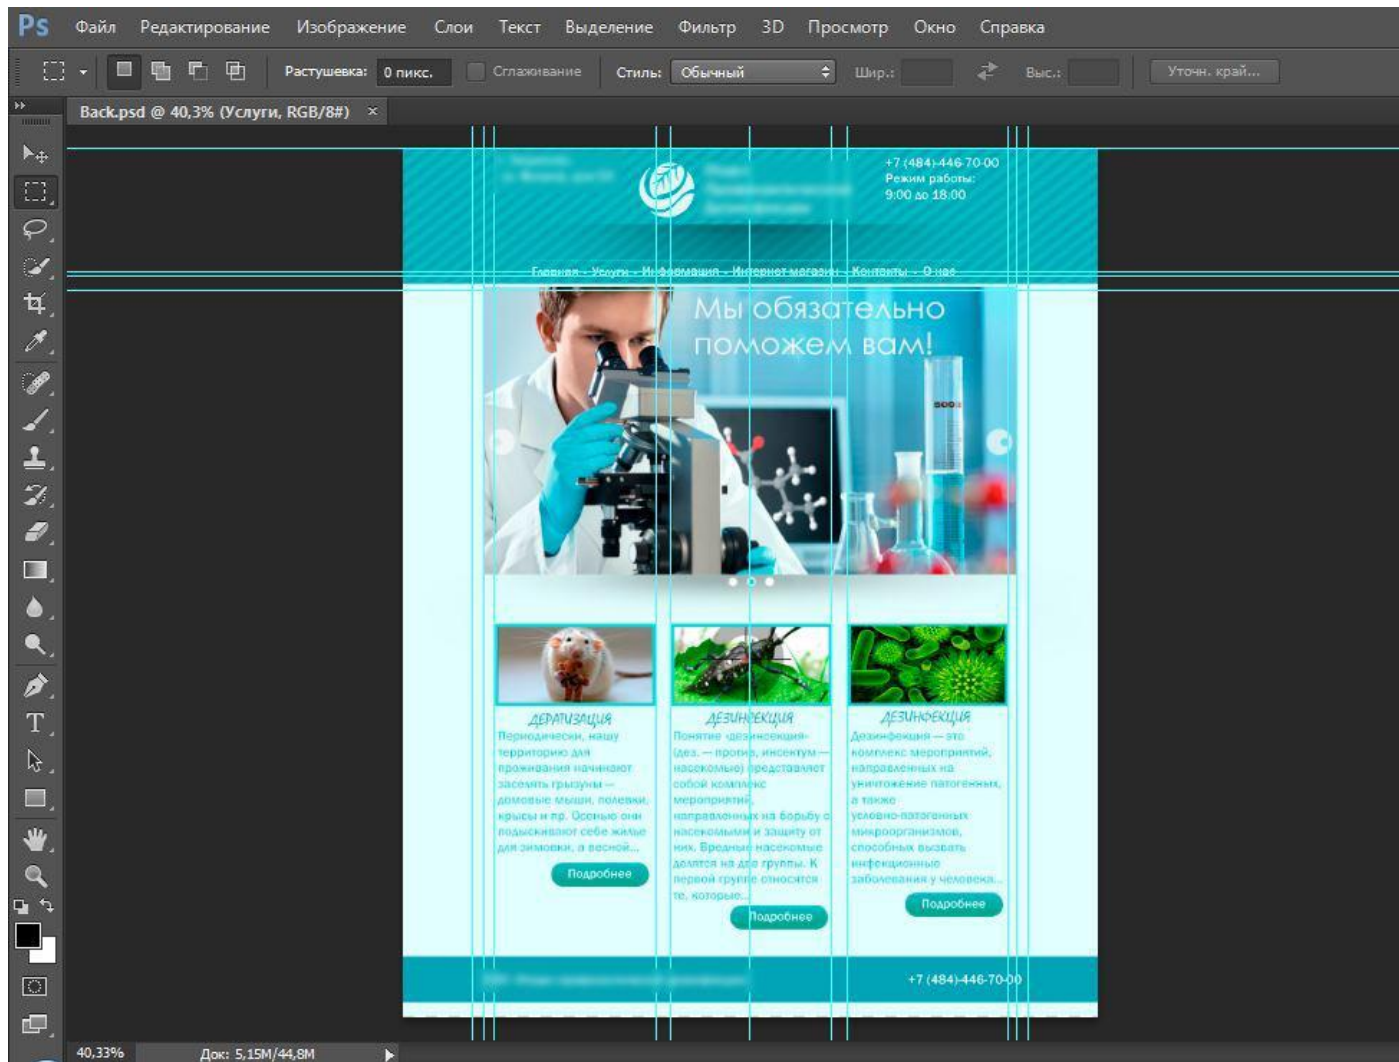 Ps Файл Редактирование Изображение Слои Текст Выделение Фильтр 3D Просмотр Окно Справка
Растушевка: 0 пикс. Сглаживание Стиль: Обычный Шир.: Выс.: Уточн. край...
Back.psd @ 40,3% (Услуги, RGB/8#) ×
+7 (484)-446-70-00
Режим работы:
9:00 до 18:00
Главная - Услуги - Информация - Интернет магазин - Контакты - О нас
Мы обязательно
поможем вам!
ДЕРАТИЗАЦИЯ
Периодически, нашу
территорию для
проживания начинают
заселять грызуны —
домовые мыши, полевки,
крысы и пр. Осенью они
подыскивают себе жилье
для зимовки, а весной...
Подробнее
ДЕЗИНСЕКЦИЯ
Понятие «дезинсекция»
(дез. — против, инсектум —
насекомые) представляет
собой комплекс
мероприятий,
направленных на борьбу с
насекомыми и защиту от
них. Вредные насекомые
делятся на две группы. К
первой группе относятся
те, которые...
Подробнее
ДЕЗИНФЕКЦИЯ
Дезинфекция — это
комплекс мероприятий,
направленных на
уничтожение патогенных,
а также
условно-патогенных
микроорганизмов,
способных вызвать
инфекционные
заболевания у человека...
Подробнее
+7 (484)-446-70-00
40,33% Док: 5,15M/44,8M